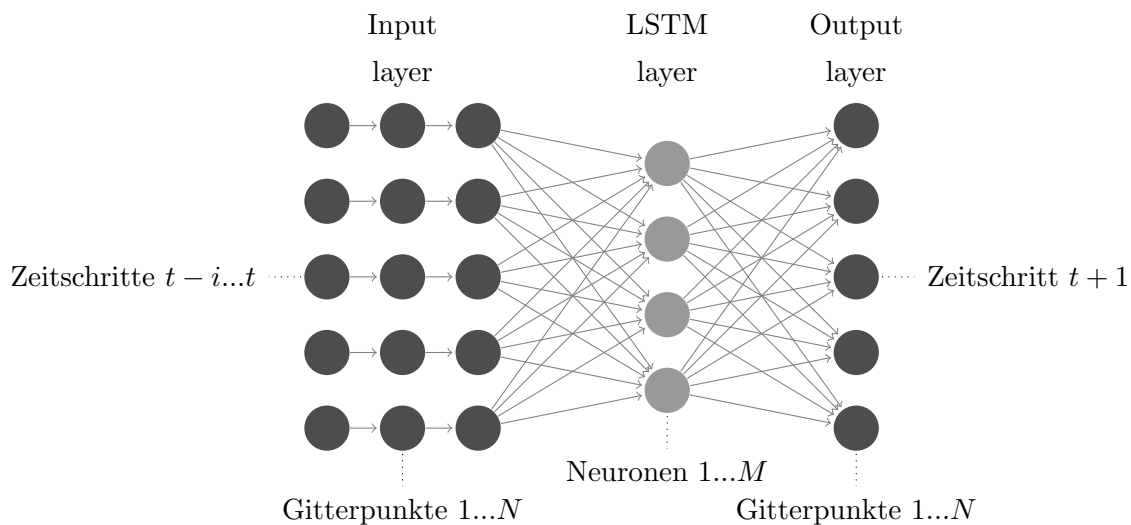 Input
layer
LSTM
layer
Output
layer
Zeitschritte t − i...t
Zeitschritt t + 1
Neuronen 1...M
Gitterpunkte 1...N
Gitterpunkte 1...N